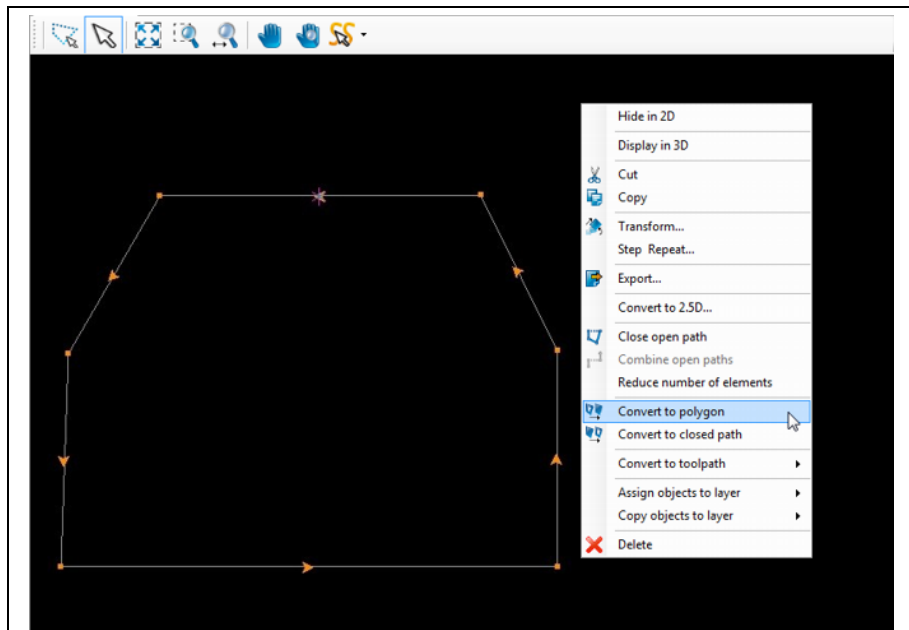 SS
Hide in 2D
Display in 3D
Cut
Copy
Transform...
Step Repeat...
Export...
Convert to 2.5D...
Close open path
Combine open paths
Reduce number of elements
Convert to polygon
Convert to closed path
Convert to toolpath
Assign objects to layer
Copy objects to layer
Delete